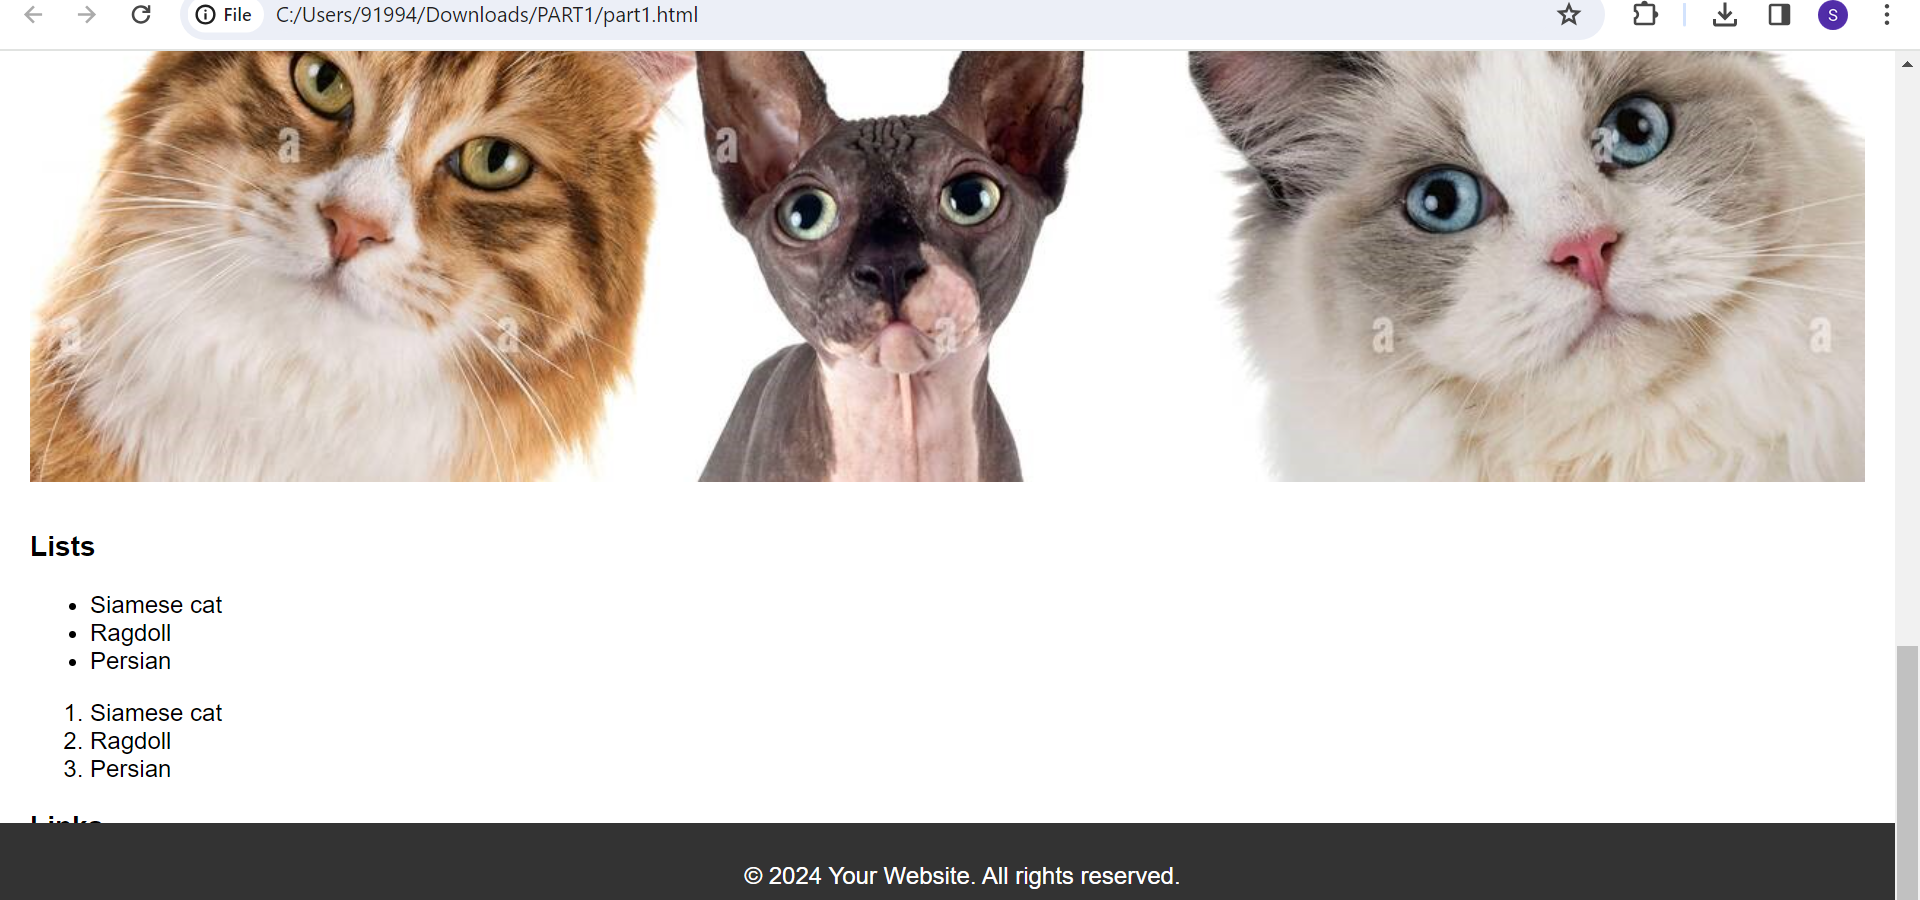 File C:/Users/91994/Downloads/PART1/part1.html
S
a a a
a a a a
Lists
• Siamese cat
• Ragdoll
• Persian
1. Siamese cat
2. Ragdoll
3. Persian
Links
© 2024 Your Website. All rights reserved.